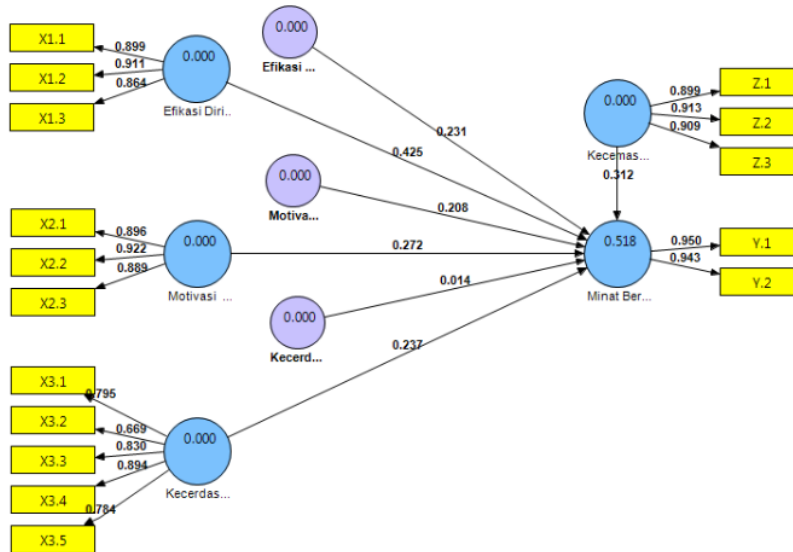 X1.1
X1.2
X1.3
0.899
0.911
0.864
0.000
Efikasi Diri..
0.000
Efikasi ...
0.231
0.425
0.000
Kecemas...
0.899
0.913
0.909
Z.1
Z.2
Z.3
0.312
X2.1
X2.2
X2.3
0.896
0.922
0.889
0.000
Motivasi ...
0.000
Motiva...
0.208
0.272
0.518
Minat Ber...
0.950
0.943
Y.1
Y.2
0.000
Kecerd...
0.014
0.237
X3.1
X3.2
X3.3
X3.4
X3.5
0.795
0.669
0.830
0.894
0.784
0.000
Kecerdas...